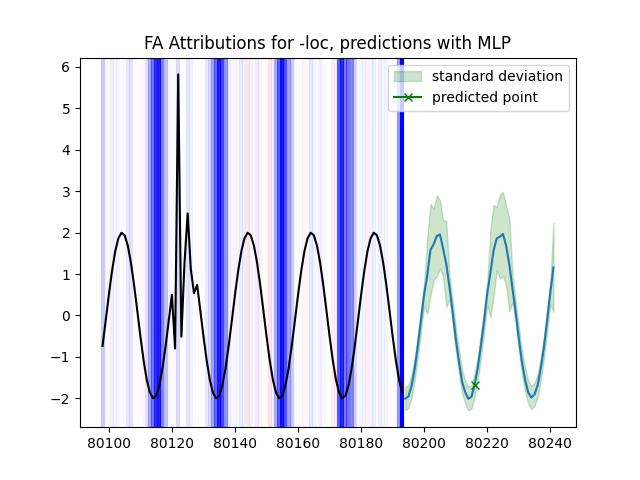 FA Attributions for -loc, predictions with MLP
standard deviation
predicted point
6
5
4
3
2
1
0
−1
−2
80100 80120 80140 80160 80180 80200 80220 80240